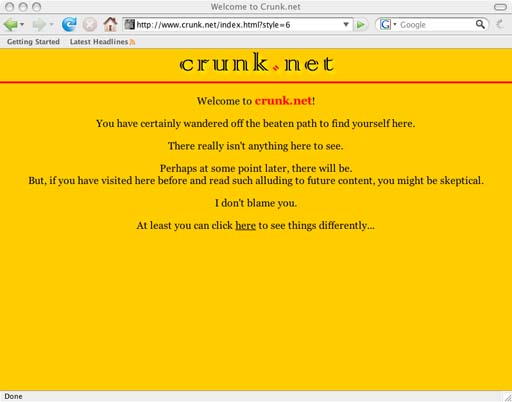 Welcome to Crunk.net
http://www.crunk.net/index.html?style=6
Google
Getting Started Latest Headlines
crunk.net
Welcome to crunk.net!
You have certainly wandered off the beaten path to find yourself here.
There really isn't anything here to see.
Perhaps at some point later, there will be.
But, if you have visited here before and read such alluding to future content, you might be skeptical.
I don't blame you.
At least you can click here to see things differently...
Done